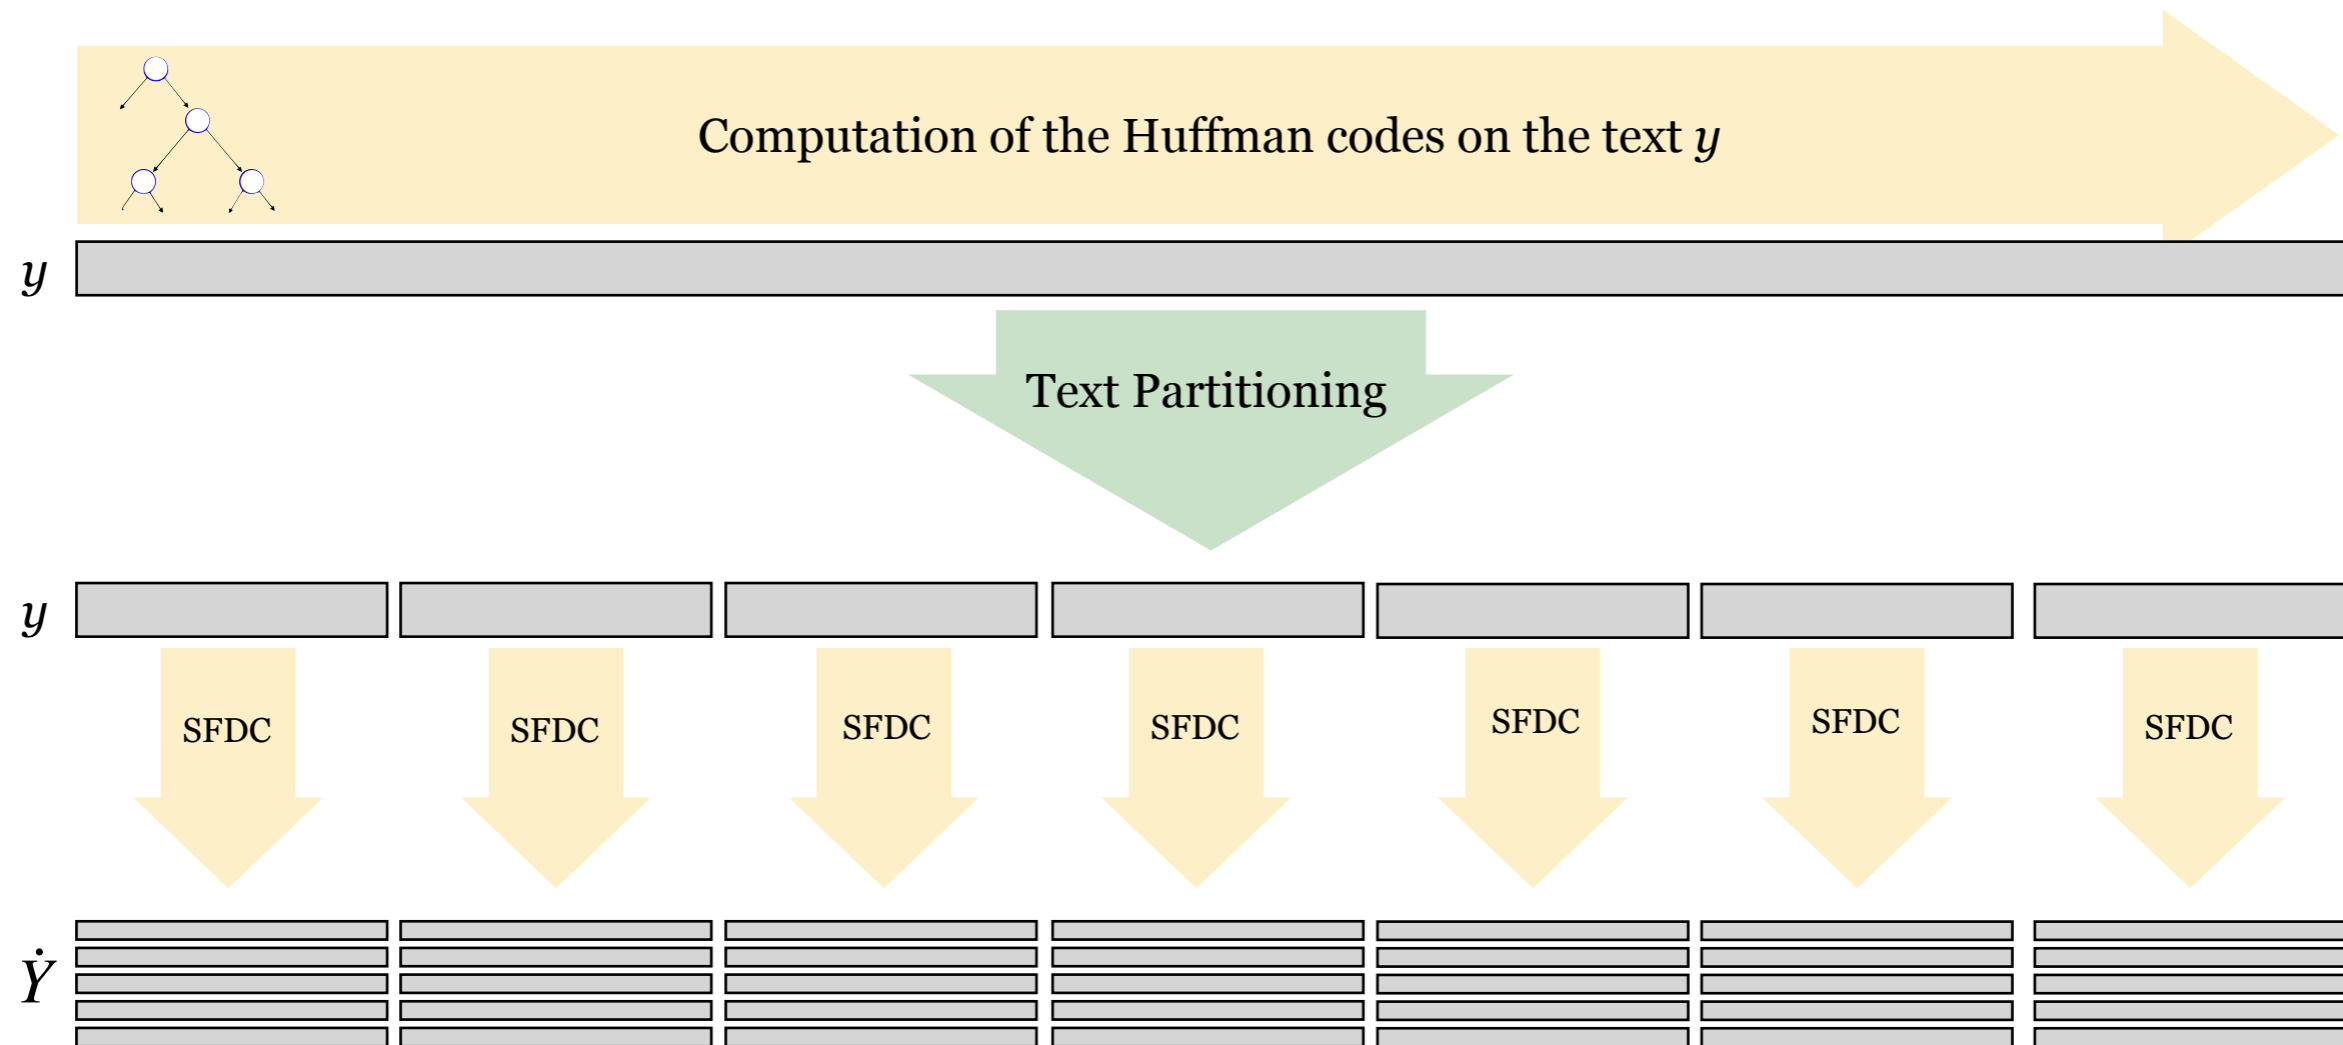 Computation of the Huffman codes on the text y
y
Text Partitioning
y
SFDC SFDC SFDC SFDC SFDC SFDC SFDC
Ẏ